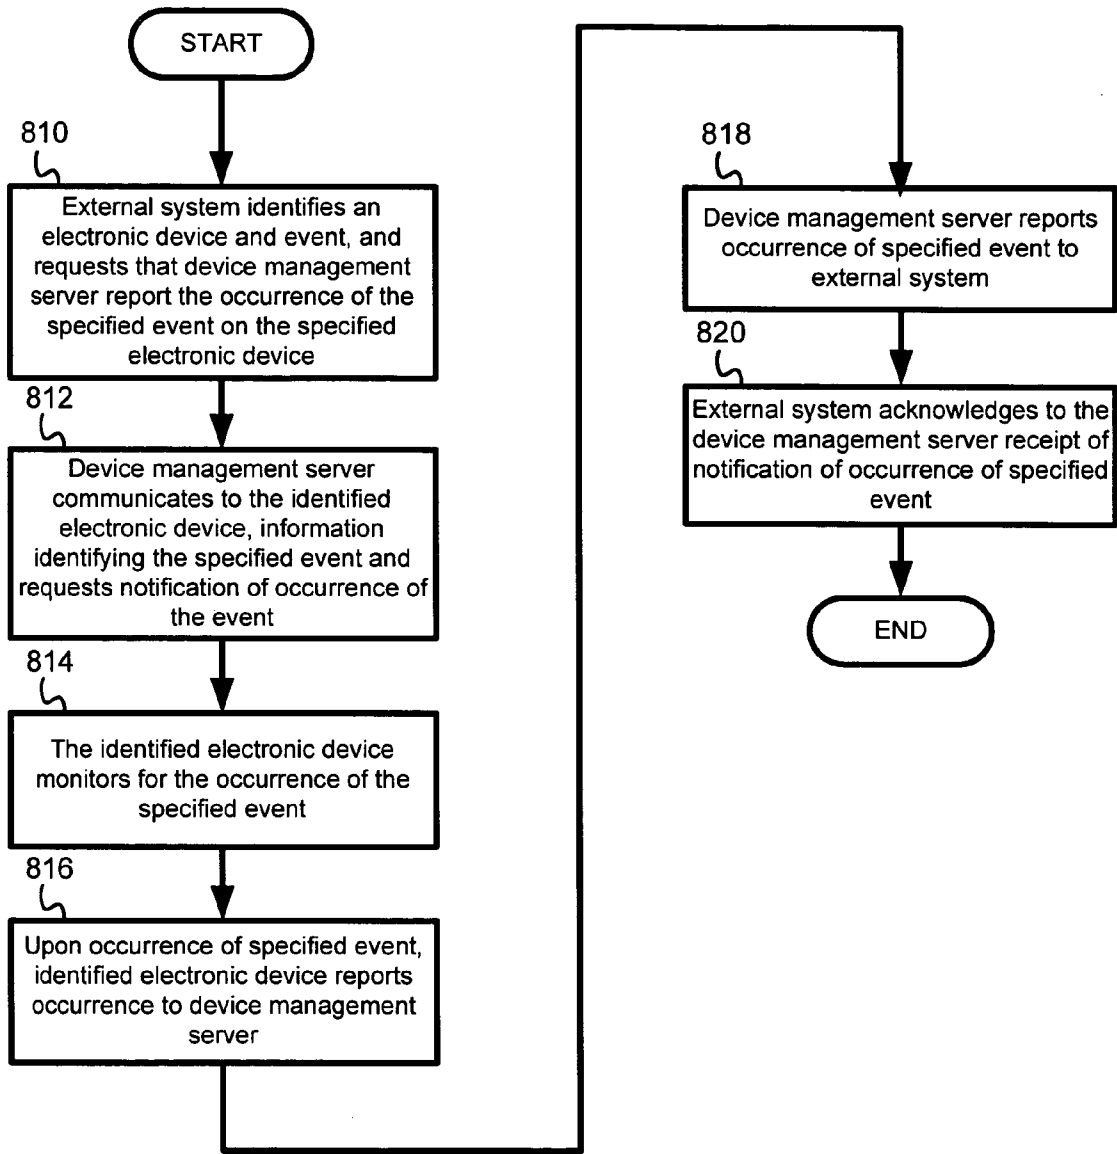 START
810
External system identifies an
electronic device and event, and
requests that device management
server report the occurrence of the
specified event on the specified
electronic device
812
Device management server
communicates to the identified
electronic device, information
identifying the specified event and
requests notification of occurrence of
the event
814
The identified electronic device
monitors for the occurrence of the
specified event
816
Upon occurrence of specified event,
identified electronic device reports
occurrence to device management
server
818
Device management server reports
occurrence of specified event to
external system
820
External system acknowledges to the
device management server receipt of
notification of occurrence of specified
event
END